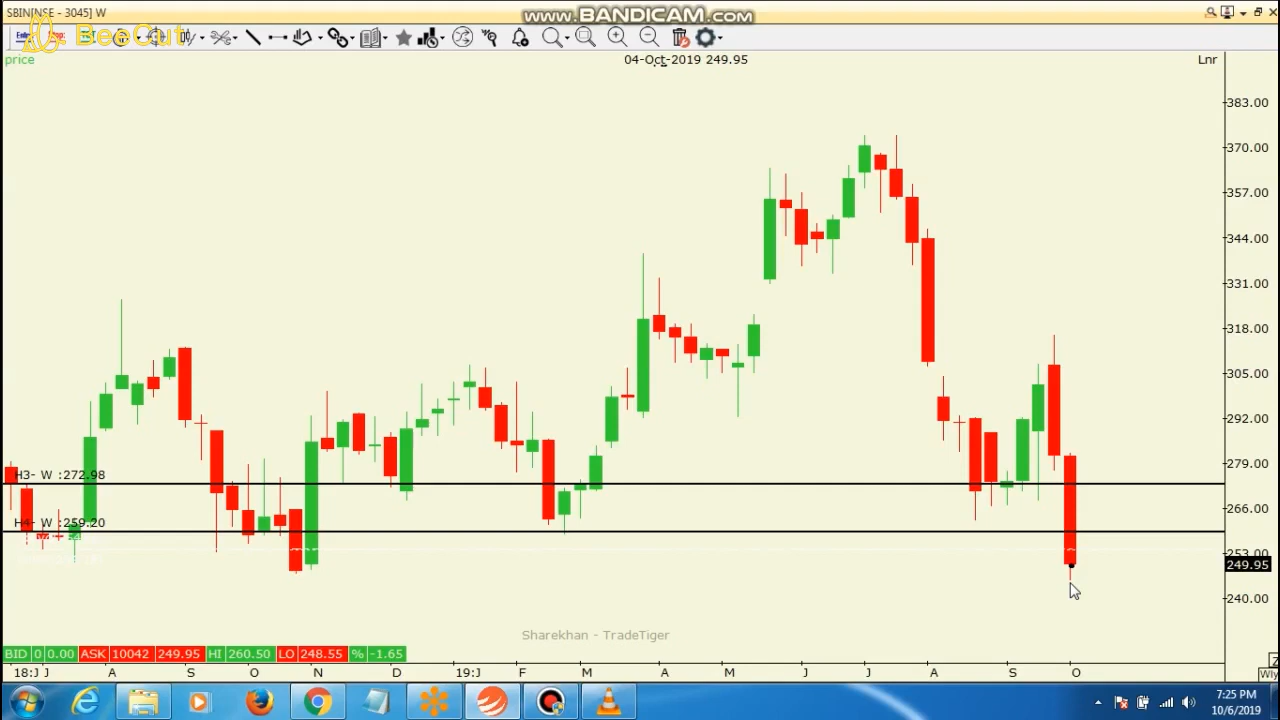 SBIN[NSE - 3045] W
www.BANDICAM.com
BeeCut
price
04-Oct-2019 249.95
Lnr
383.00
370.00
357.00
344.00
331.00
318.00
305.00
292.00
279.00
H3- W :272.98
266.00
H4- W :259.20
253.00
249.95
240.00
Sharekhan - TradeTiger
BID 0 0.00 ASK 10042 249.95 HI 260.50 LO 248.55 % -1.65
18:J J A S O N D 19:J F M A M J J A S O
Wly
7:25 PM
10/6/2019